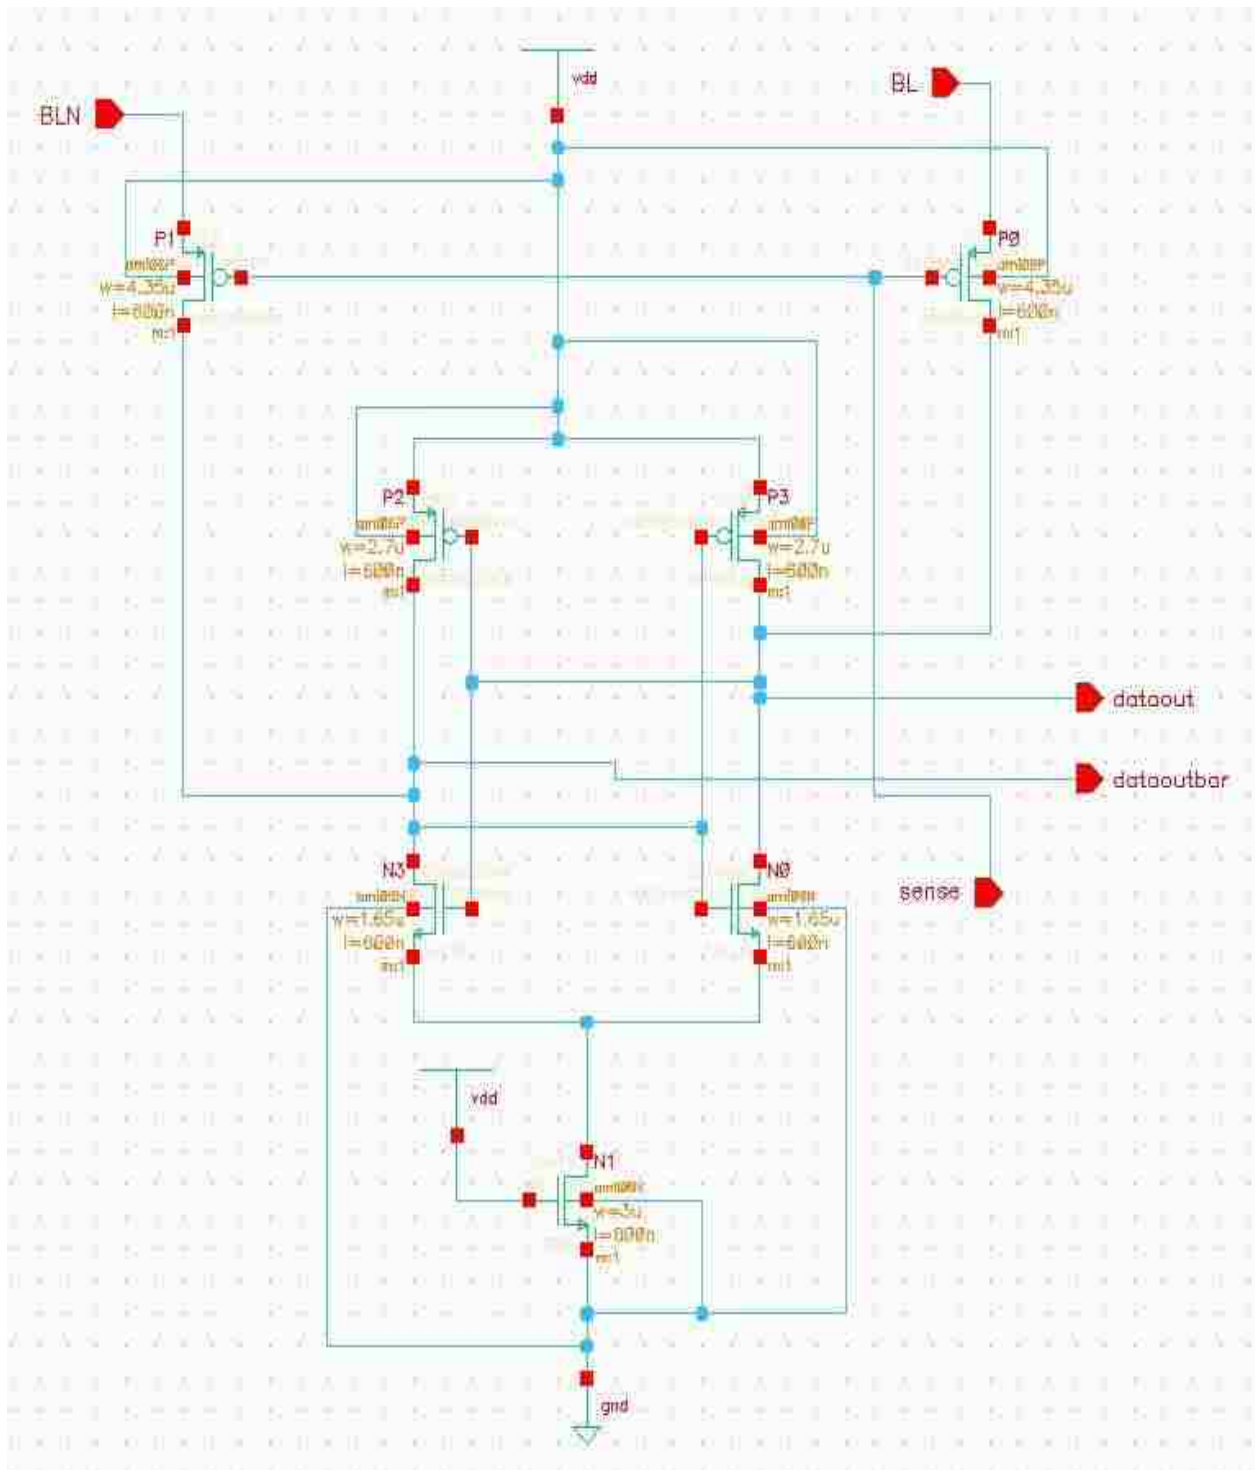 vdd
BL
BLN
P1
w=4.35u
l=600n
m:1
P0
w=4.35u
l=600n
m:1
P2
w=2.7u
l=600n
m:1
P3
w=2.7u
l=600n
m:1
dataout
dataoutbar
sense
N3
w=1.65u
l=600n
m:1
N0
w=1.65u
l=600n
m:1
vdd
N1
w=3u
l=600n
m:1
gnd